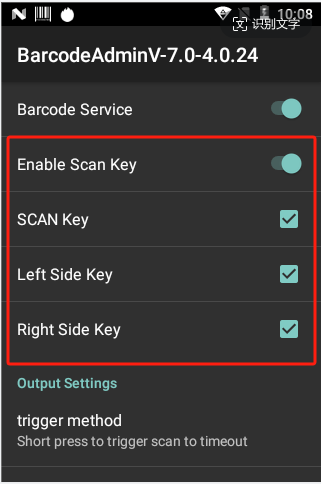 10:08
识别文字
BarcodeAdminV-7.0-4.0.24
Barcode Service
Enable Scan Key
SCAN Key
Left Side Key
Right Side Key
Output Settings
trigger method
Short press to trigger scan to timeout